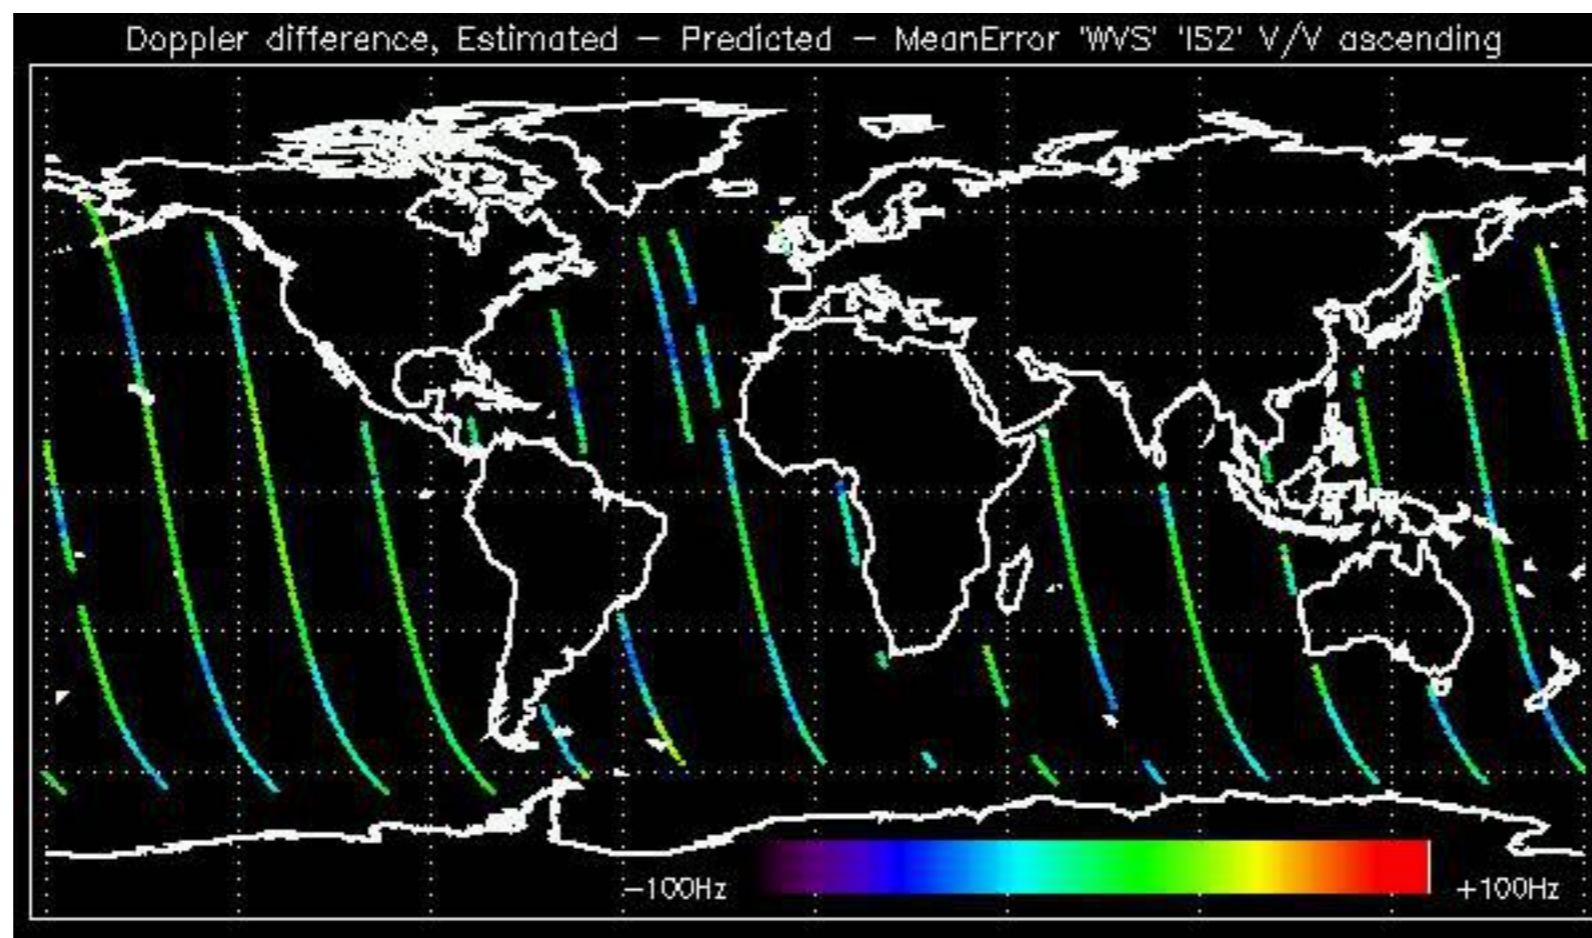 Doppler difference, Estimated – Predicted – MeanError 'WVS' 'IS2' V/V ascending
–100Hz
+100Hz